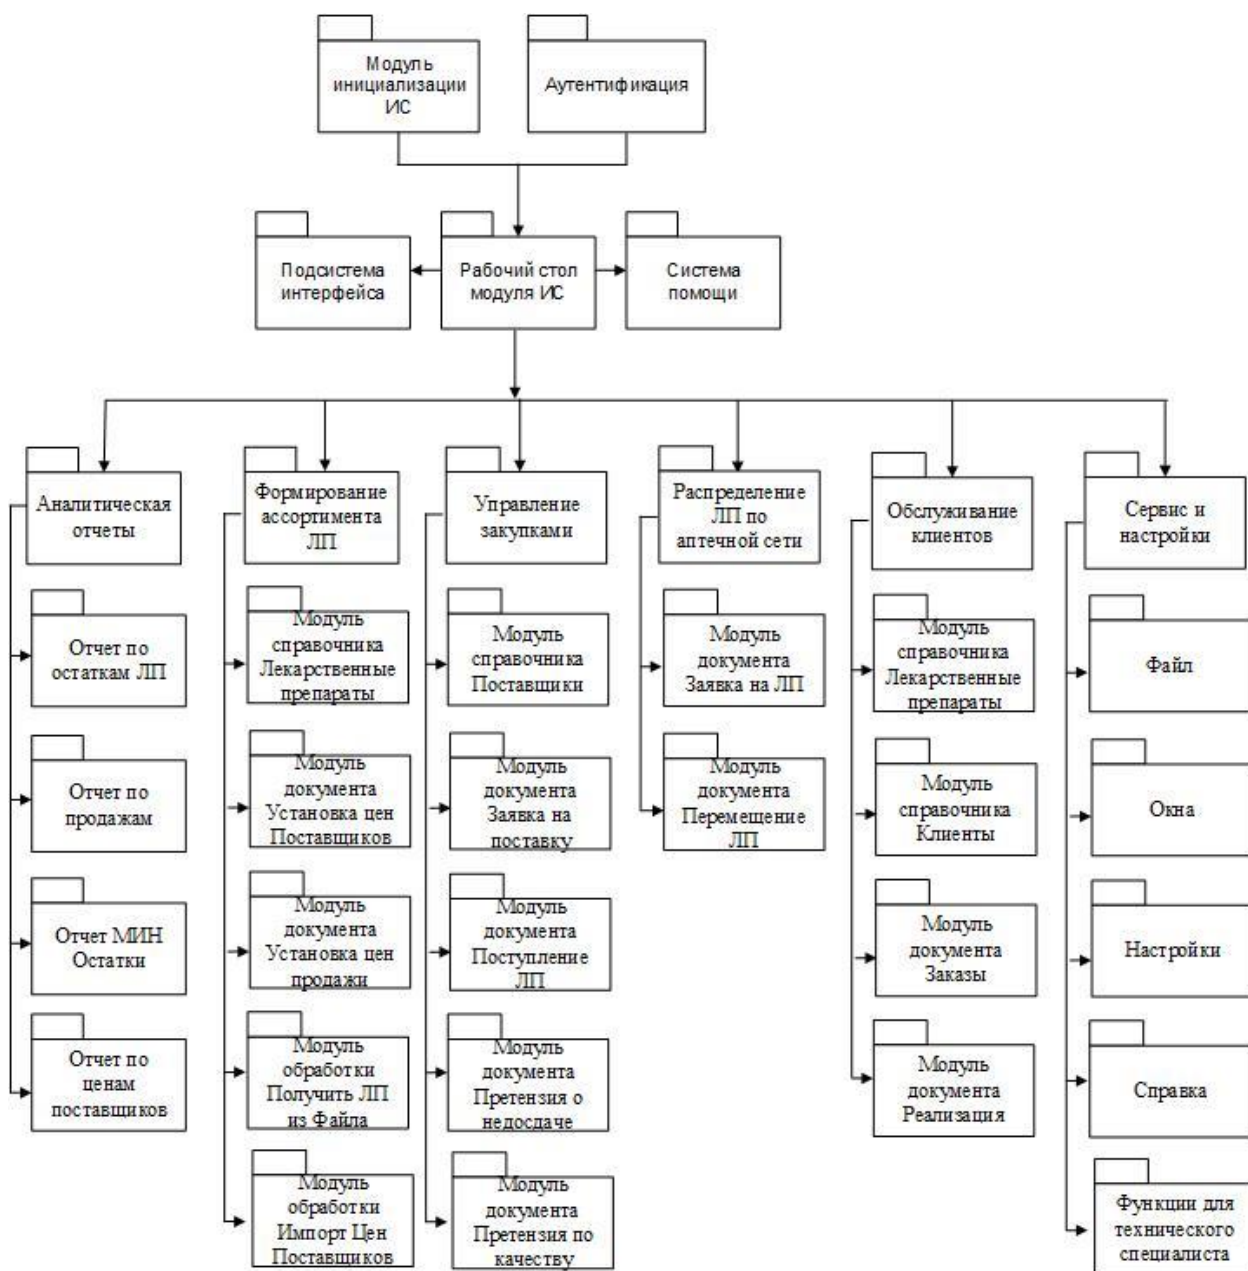 Модуль
инициализации
ИС
Аутентификация
Подсистема
интерфейса
Рабочий стол
модуля ИС
Система
помощи
Аналитическая
отчеты
Формирование
ассортимента
ЛП
Управление
закупками
Распределение
ЛП по
аптечной сети
Обслуживание
клиентов
Сервис и
настройки
Отчет по
остаткам ЛП
Модуль
справочника
Лекарственные
препараты
Модуль
справочника
Поставщики
Модуль
документа
Заявка на ЛП
Модуль
справочника
Лекарственные
препараты
Файл
Отчет по
продажам
Модуль
документа
Установка цен
Поставщиков
Модуль
документа
Заявка на
поставку
Модуль
документа
Перемещение
ЛП
Модуль
справочника
Клиенты
Окна
Отчет МИН
Остатки
Модуль
документа
Установка цен
продажи
Модуль
документа
Поступление
ЛП
Модуль
документа
Заказы
Настройки
Отчет по
ценам
поставщиков
Модуль
обработки
Получить ЛП
из Файла
Модуль
документа
Претензия о
недосдаче
Модуль
документа
Реализация
Справка
Модуль
обработки
Импорт Цен
Поставщиков
Модуль
документа
Претензия по
качеству
Функции для
технического
специалиста